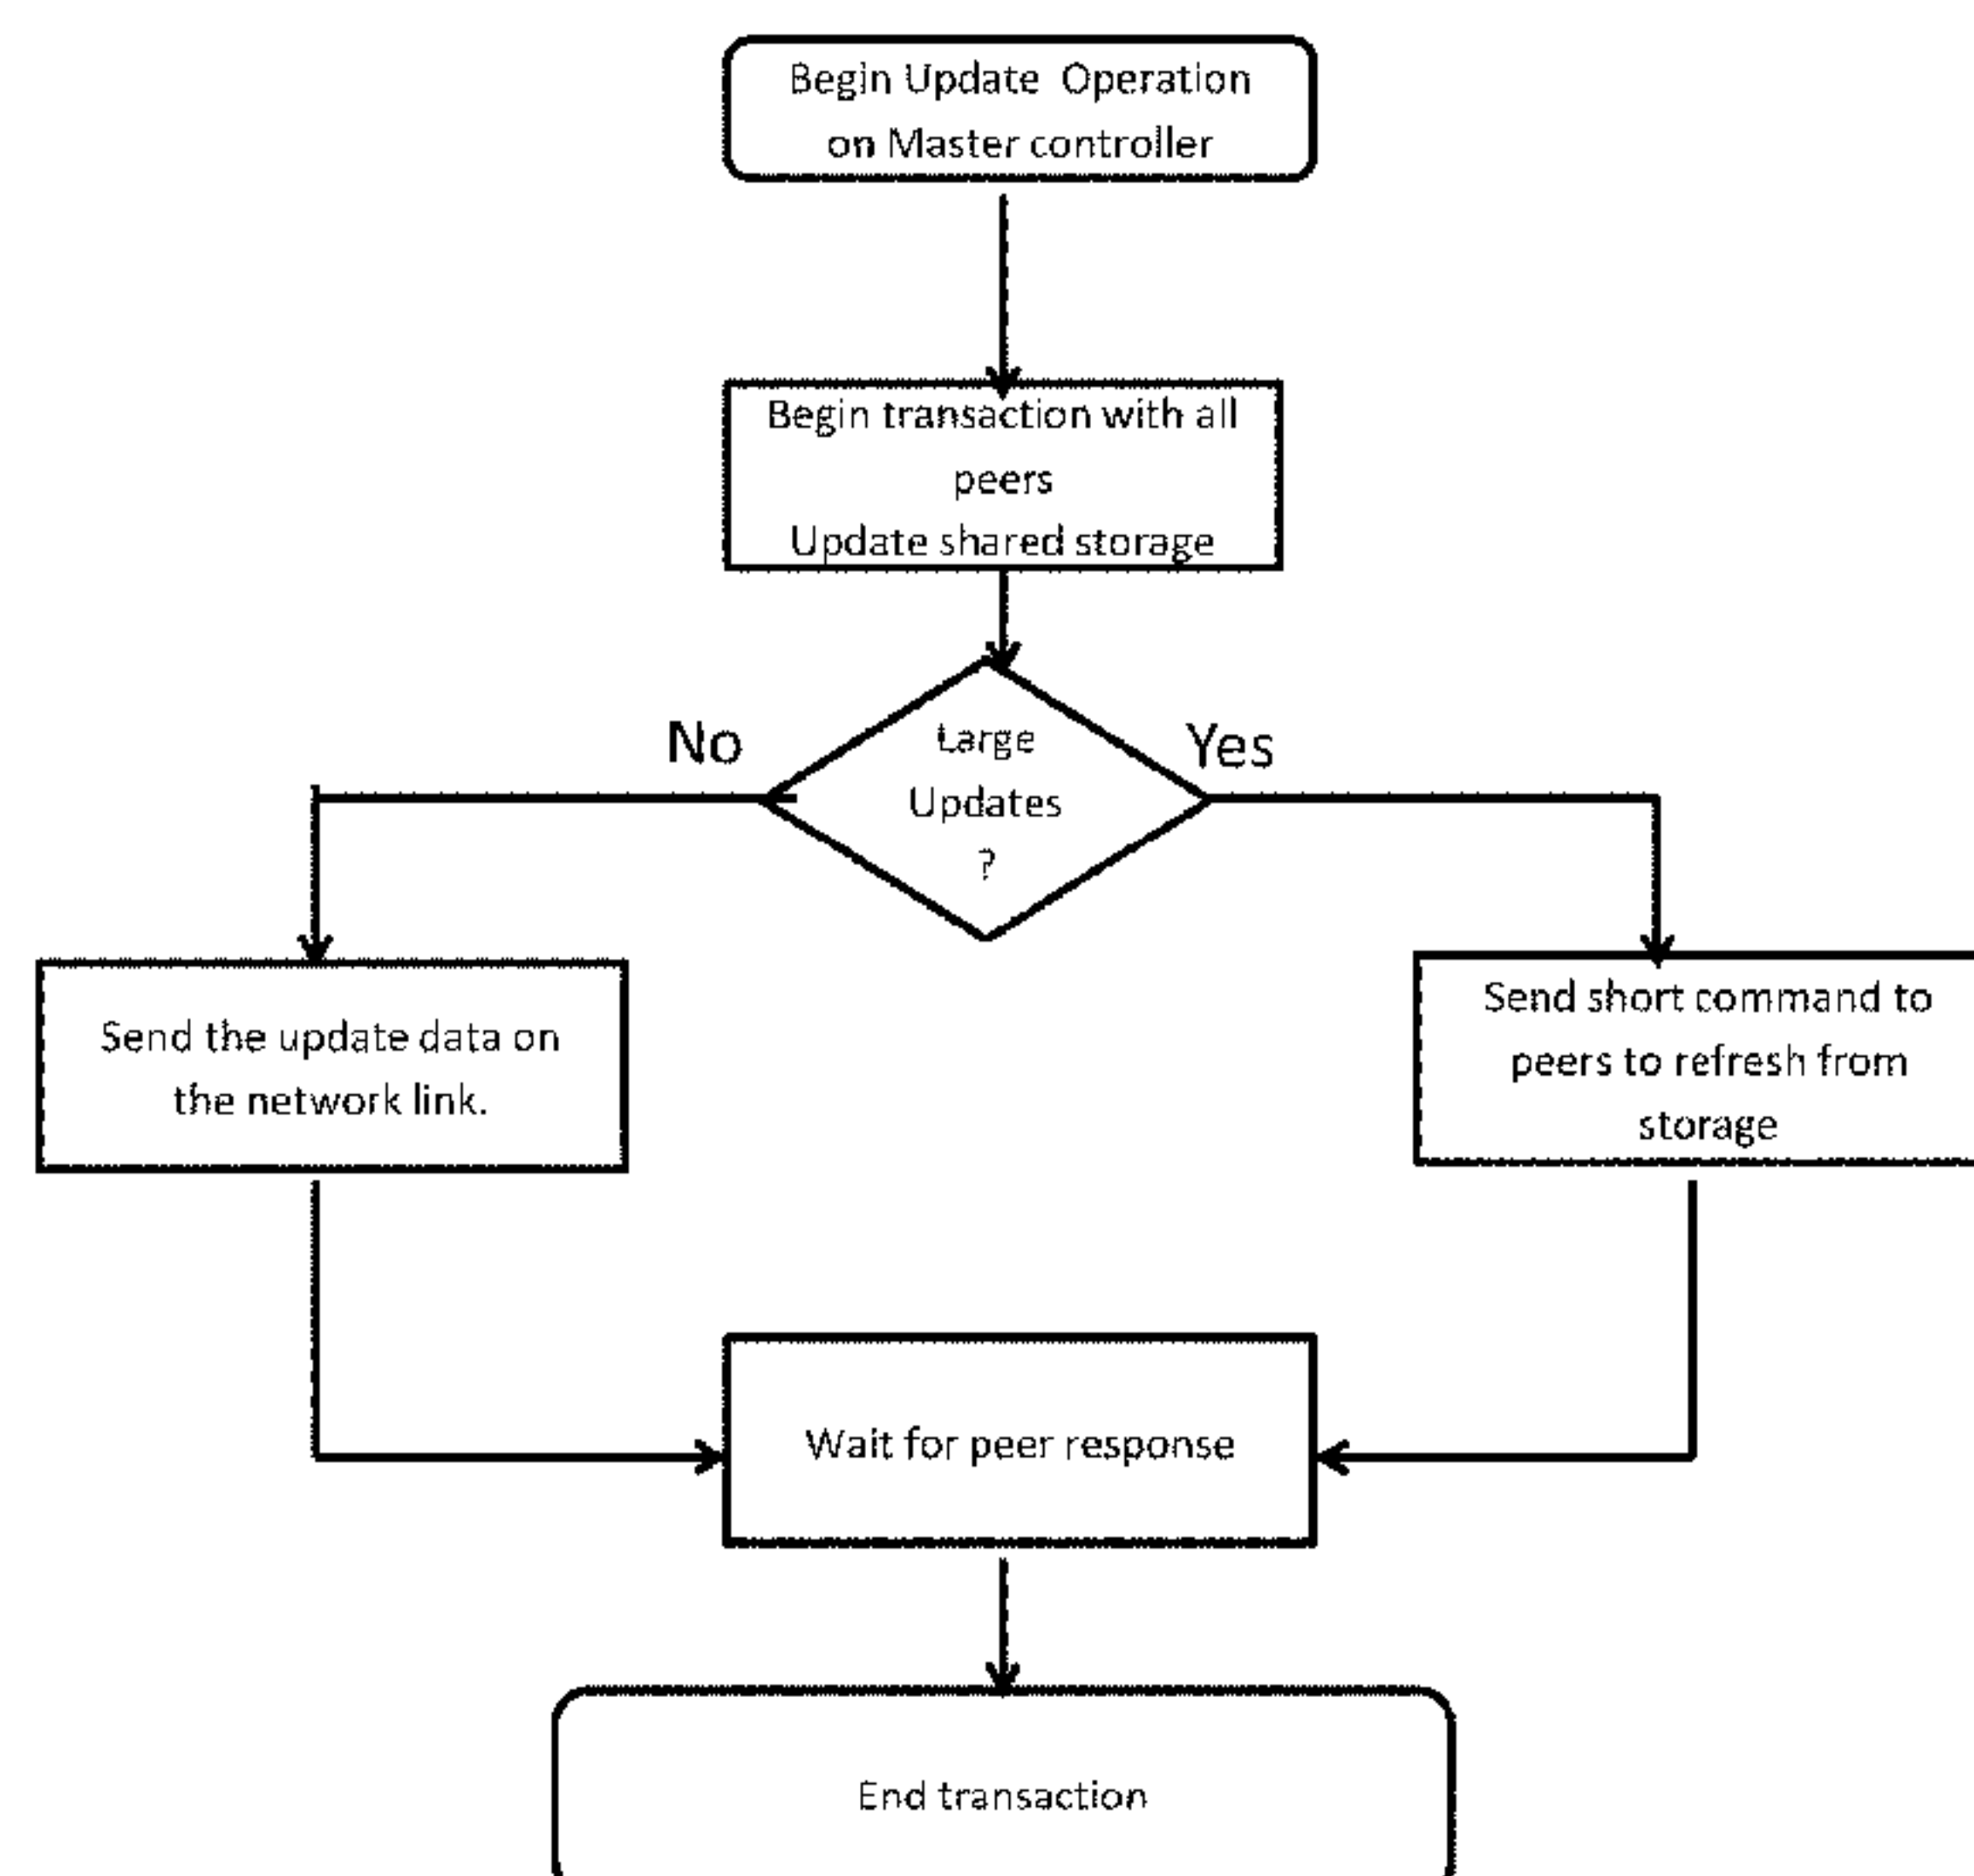 Begin Update Operation
on Master controller
Begin transaction with all
peers
Update shared storage
Large
Updates
?
No
Yes
Send the update data on
the network link.
Send short command to
peers to refresh from
storage
Wait for peer response
End transaction